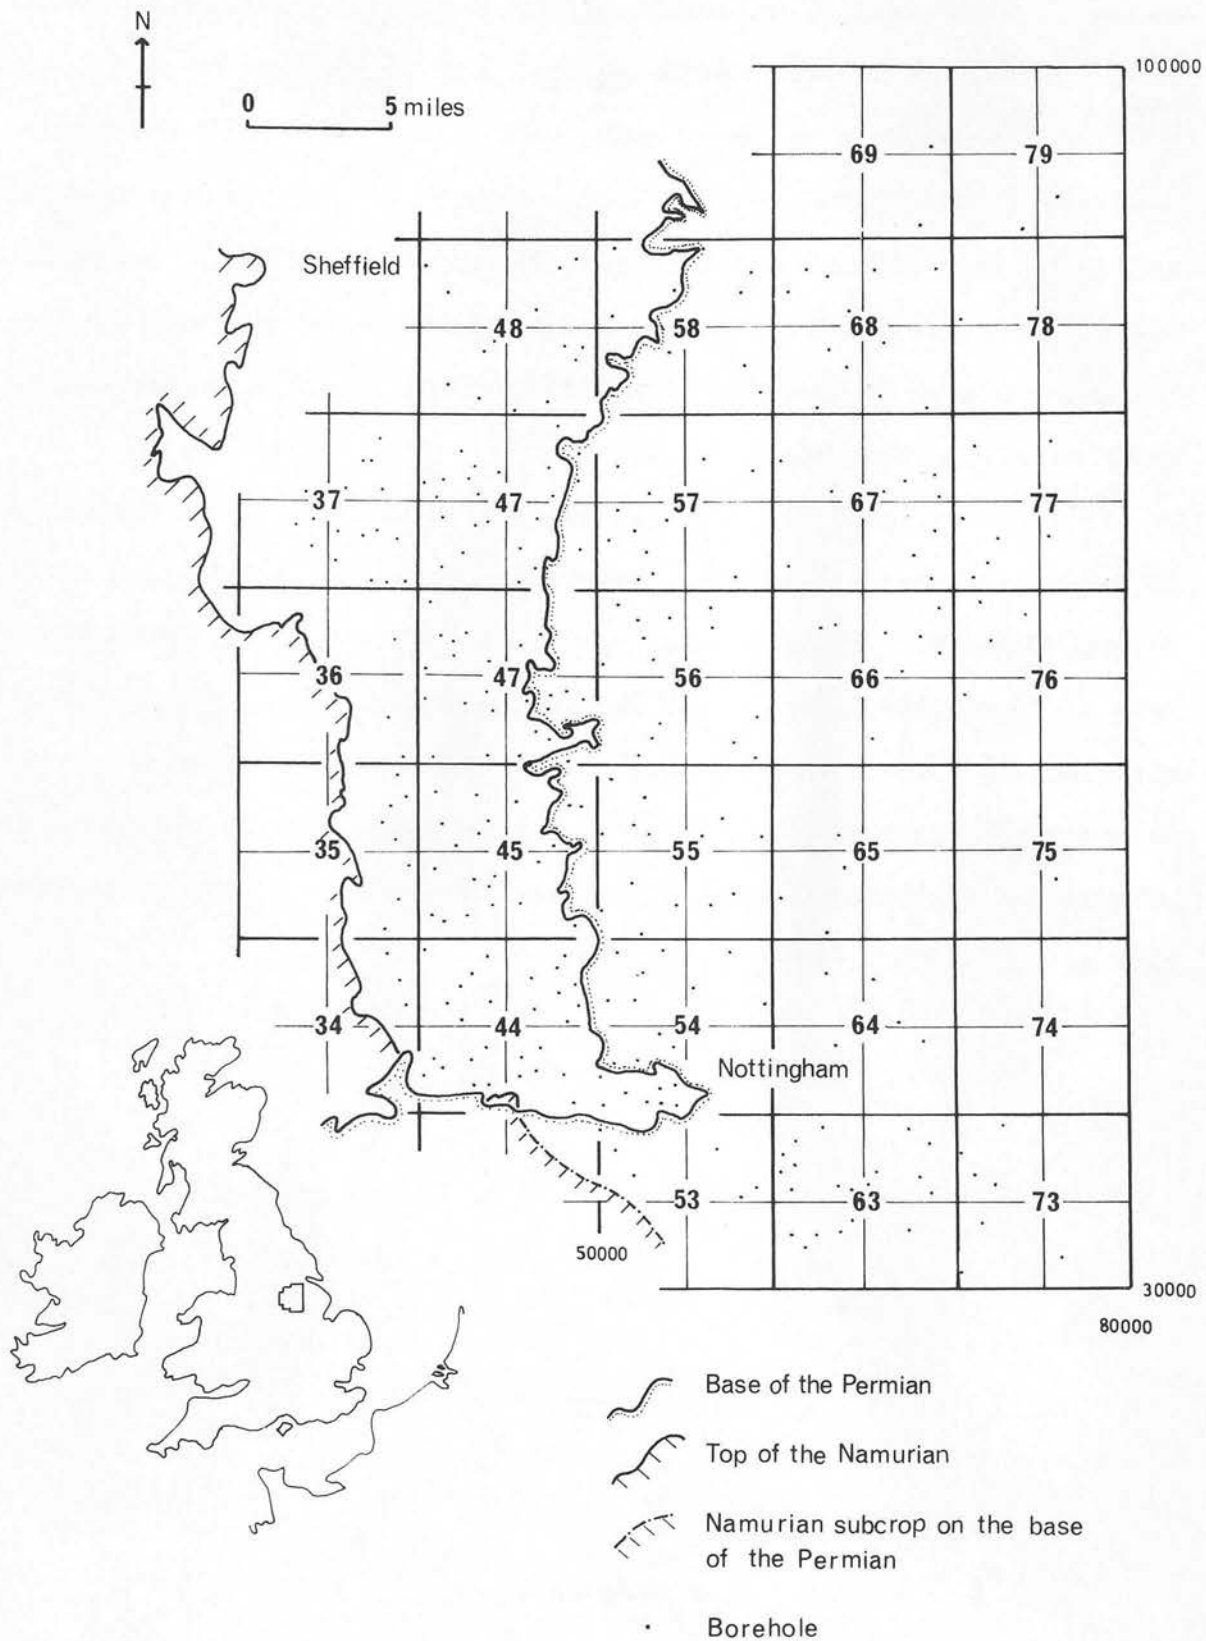 N
0 5 miles
100000
69 79
Sheffield
48 58 68 78
37 47 57 67 77
36 47 56 66 76
35 45 55 65 75
34 44 54 64 74
Nottingham
53 63 73
50000
30000
80000
Base of the Permian
Top of the Namurian
Namurian subcrop on the base
of the Permian
Borehole